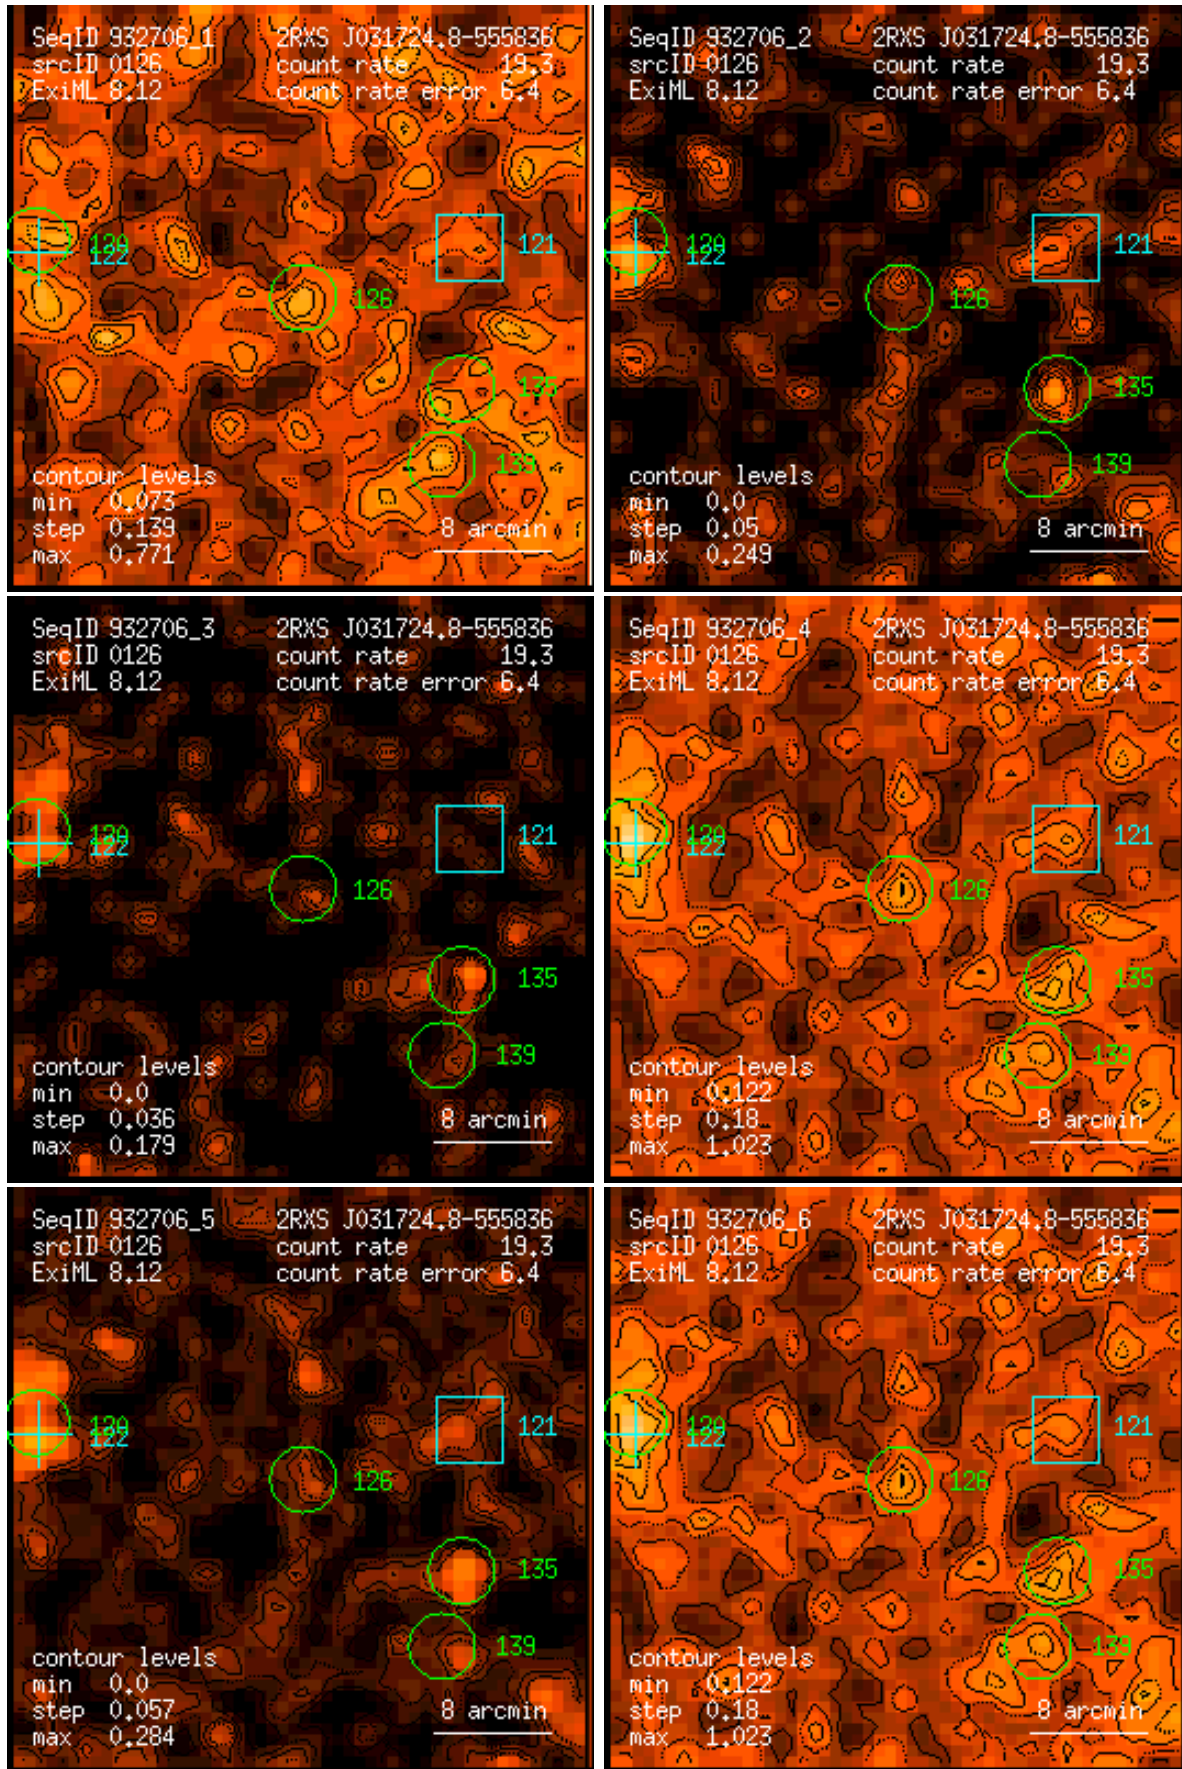 SeqID 932706_1 2RXS J031724.8-555836
srcID 0126 count rate 19.3
ExiML 8.12 count rate error 6.4
122
121
126
135
139
contour levels
min 0.073
step 0.139
max 0.771
8 arcmin
SeqID 932706_2 2RXS J031724.8-555836
srcID 0126 count rate 19.3
ExiML 8.12 count rate error 6.4
122
121
126
135
139
contour levels
min 0.0
step 0.05
max 0.249
8 arcmin
SeqID 932706_3 2RXS J031724.8-555836
srcID 0126 count rate 19.3
ExiML 8.12 count rate error 6.4
122
121
126
135
139
contour levels
min 0.0
step 0.036
max 0.179
8 arcmin
SeqID 932706_4 2RXS J031724.8-555836
srcID 0126 count rate 19.3
ExiML 8.12 count rate error 6.4
122
121
126
135
139
contour levels
min 0.122
step 0.18
max 1.023
8 arcmin
SeqID 932706_5 2RXS J031724.8-555836
srcID 0126 count rate 19.3
ExiML 8.12 count rate error 6.4
122
121
126
135
139
contour levels
min 0.0
step 0.057
max 0.284
8 arcmin
SeqID 932706_6 2RXS J031724.8-555836
srcID 0126 count rate 19.3
ExiML 8.12 count rate error 6.4
122
121
126
135
139
contour levels
min 0.122
step 0.18
max 1.023
8 arcmin